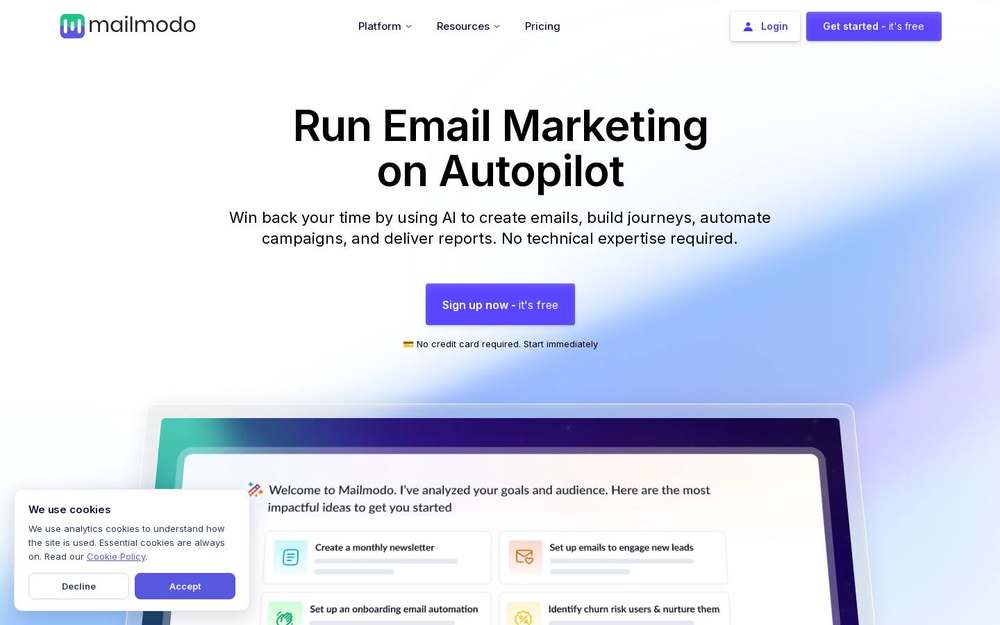 mailmodo
Platform
Resources
Pricing
Login
Get started - it's free
Run Email Marketing
on Autopilot
Win back your time by using AI to create emails, build journeys, automate
campaigns, and deliver reports. No technical expertise required.
Sign up now - it's free
💳 No credit card required. Start immediately
Welcome to Mailmodo. I've analyzed your goals and audience. Here are the most
impactful ideas to get you started
Create a monthly newsletter
Set up emails to engage new leads
Set up an onboarding email automation
Identify churn risk users & nurture them
We use cookies
We use analytics cookies to understand how
the site is used. Essential cookies are always
on. Read our Cookie Policy.
Decline
Accept